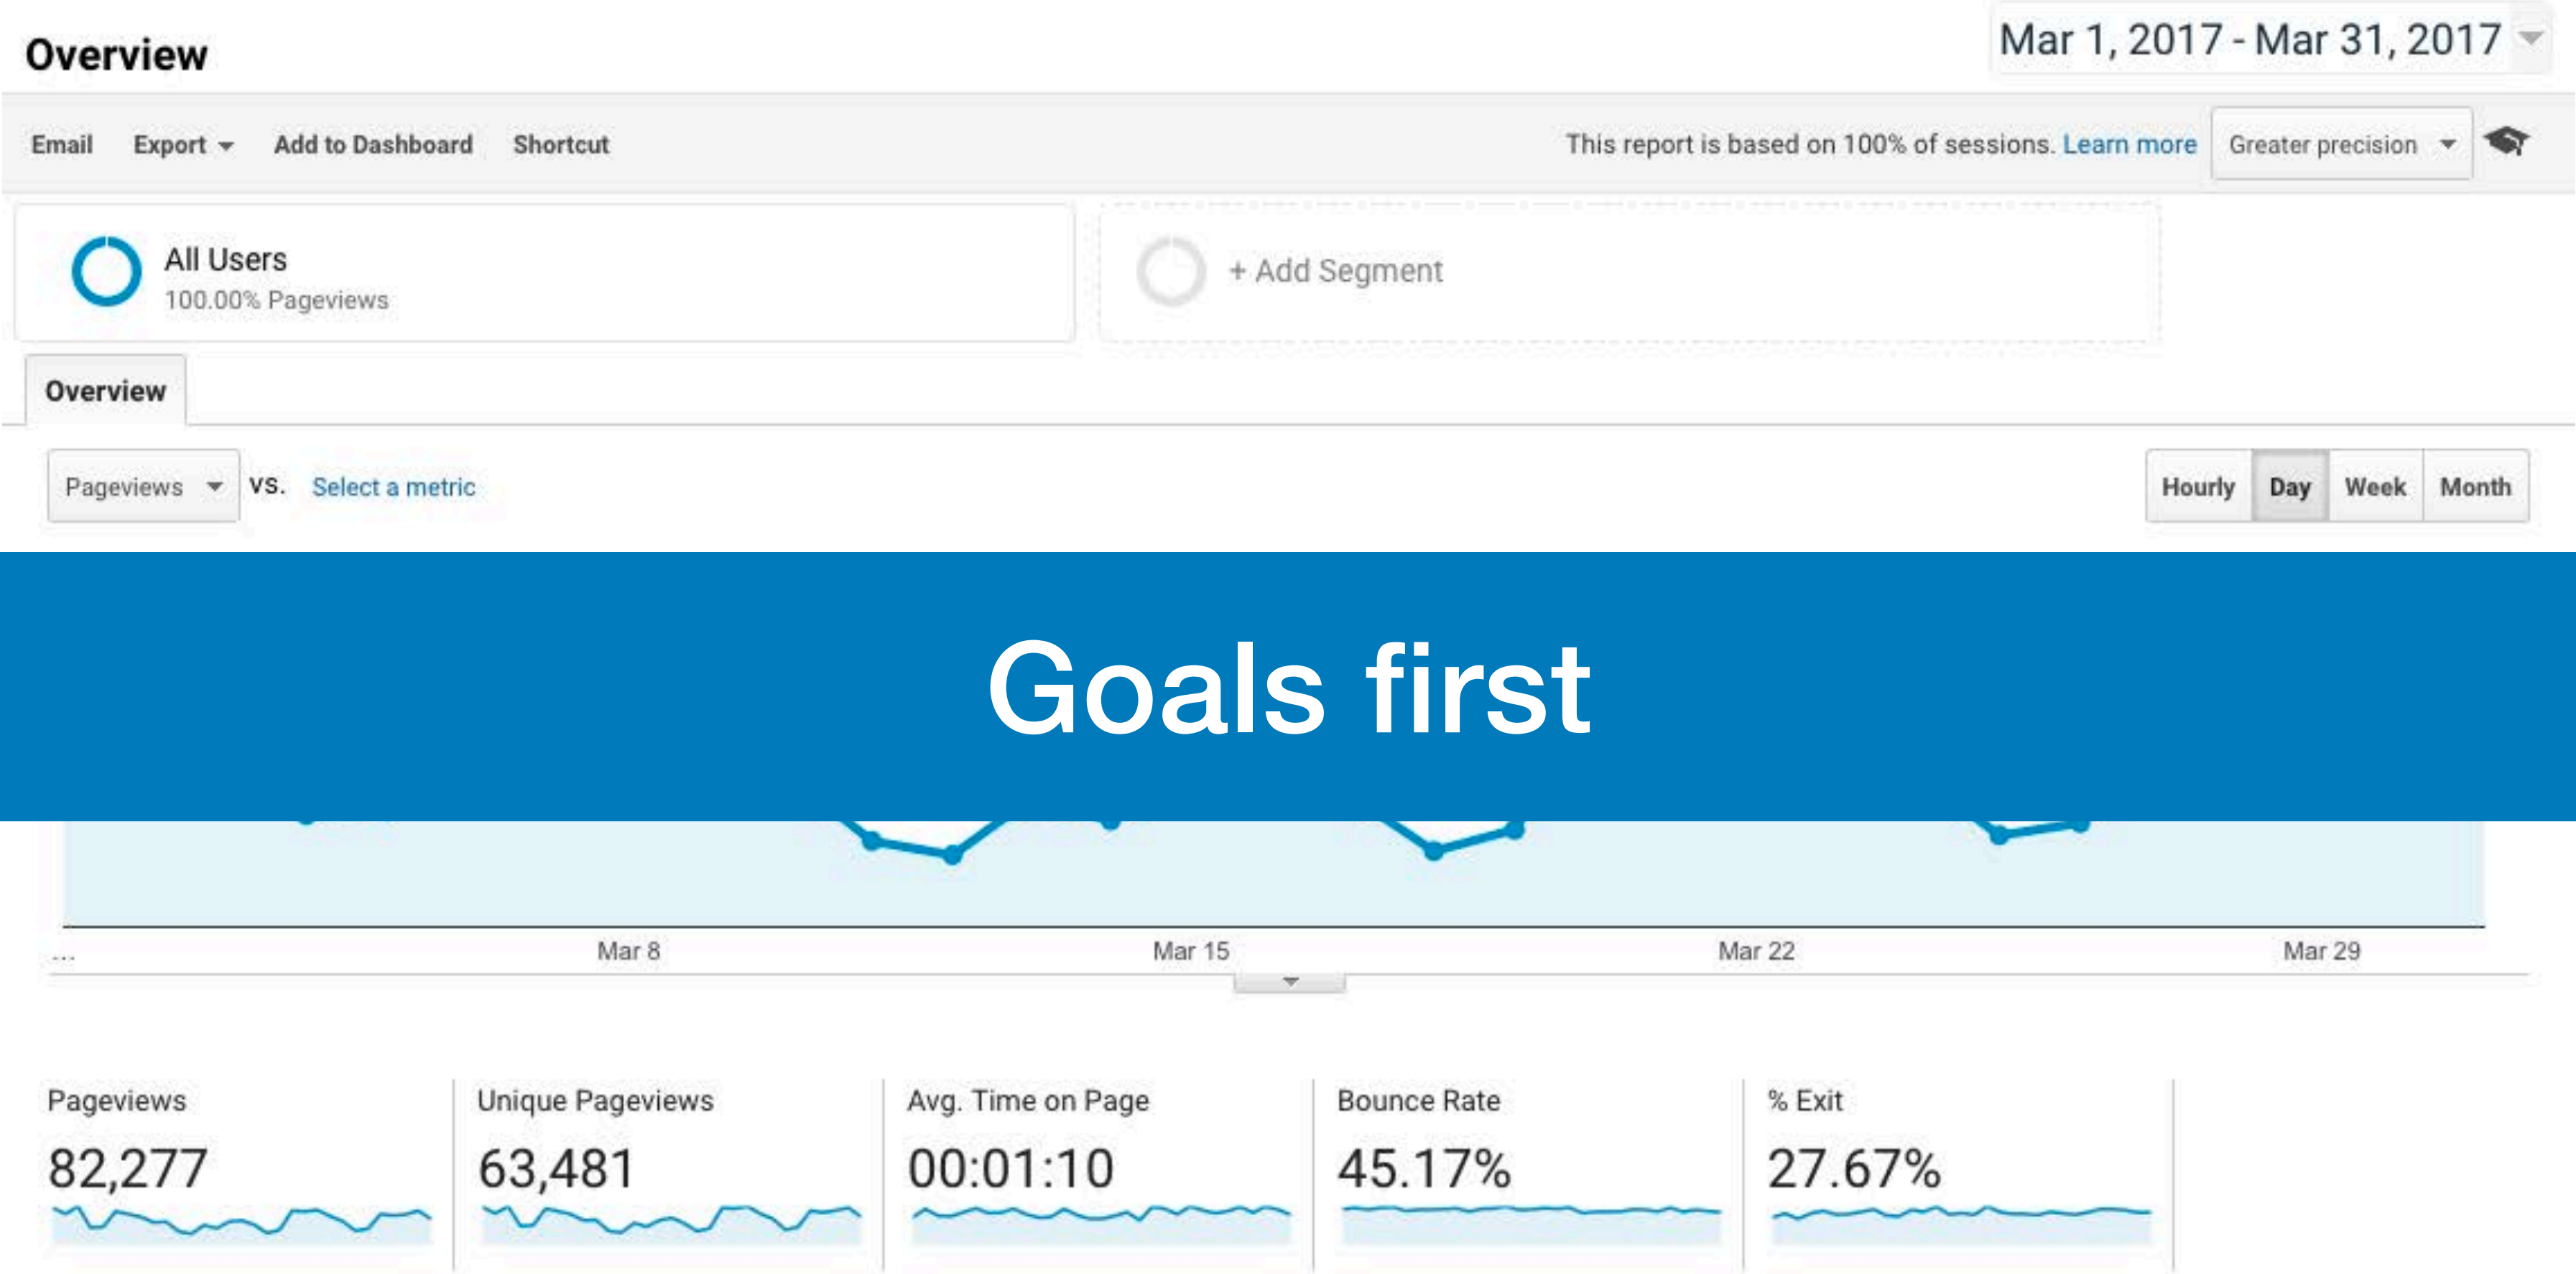 Overview
Mar 1, 2017 - Mar 31, 2017
Email Export Add to Dashboard Shortcut
This report is based on 100% of sessions. Learn more Greater precision
All Users
100.00% Pageviews
+ Add Segment
Overview
Pageviews VS. Select a metric
Hourly Day Week Month
Goals first
... Mar 8 Mar 15 Mar 22 Mar 29
Pageviews Unique Pageviews Avg. Time on Page Bounce Rate % Exit
82,277 63,481 00:01:10 45.17% 27.67%